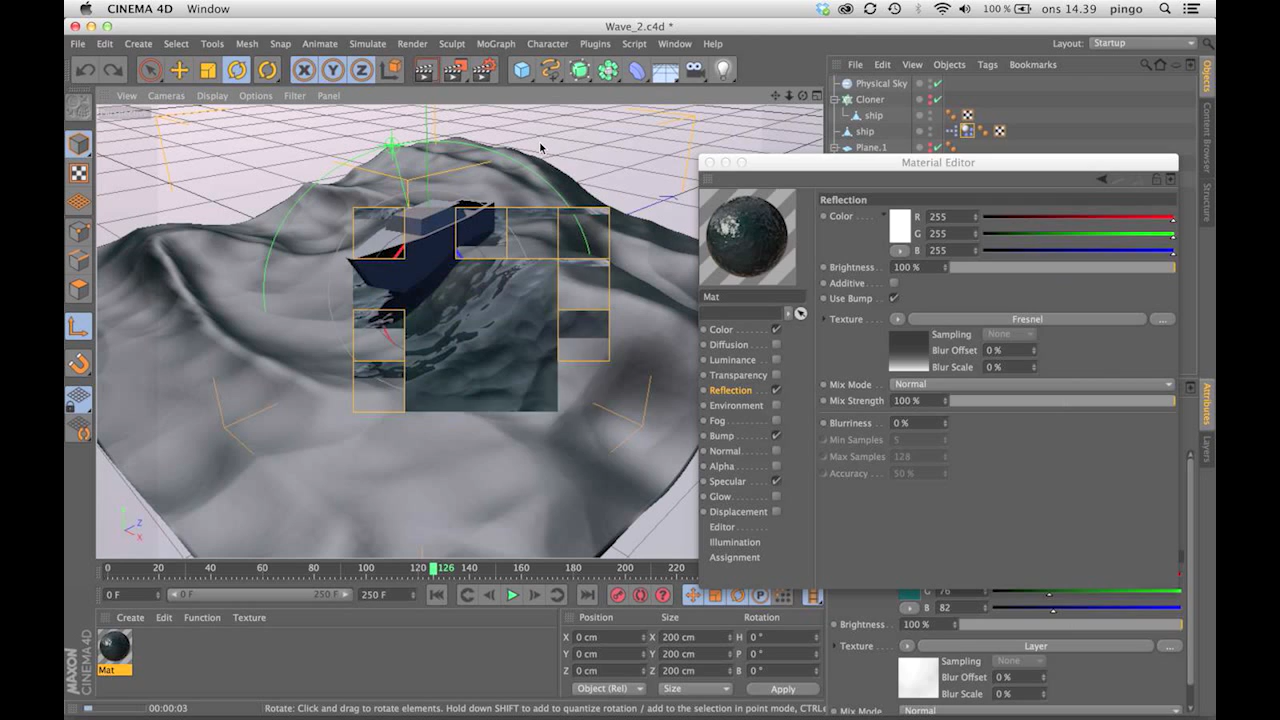 CINEMA 4D Window 100 % ons 14.39 pingo
Wave_2.c4d *
File Edit Create Select Tools Mesh Snap Animate Simulate Render Sculpt MoGraph Character Plugins Script Window Help Layout: Startup
File Edit View Objects Tags Bookmarks
View Cameras Display Options Filter Panel
Physical Sky
Cloner
ship
ship
Plane.1
Objects
Content Browser
Structure
Attributes
Layers
Material Editor
Mat
Color
Diffusion
Luminance
Transparency
Reflection
Environment
Fog
Bump
Normal
Alpha
Specular
Glow
Displacement
Editor
Illumination
Assignment
Reflection
Color R 255
G 255
B 255
Brightness 100 %
Additive
Use Bump
Texture Fresnel ...
Sampling None
Blur Offset 0 %
Blur Scale 0 %
Mix Mode Normal
Mix Strength 100 %
Blurriness 0 %
Min Samples 5
Max Samples 128
Accuracy 50 %
Y
Z
X
0 20 40 60 80 100 120 126 140 160 180 200 220
0 F 0 F 250 F 250 F
G 76
B 82
Brightness 100 %
Texture Layer ...
Sampling None
Blur Offset 0 %
Blur Scale 0 %
Mix Mode Normal
Create Edit Function Texture
Mat
Position Size Rotation
X 0 cm X 200 cm H 0 °
Y 0 cm Y 200 cm P 0 °
Z 0 cm Z 200 cm B 0 °
Object (Rel) Size Apply
MAXON CINEMA 4D
00:00:03 Rotate: Click and drag to rotate elements. Hold down SHIFT to add to quantize rotation / add to the selection in point mode, CTRL